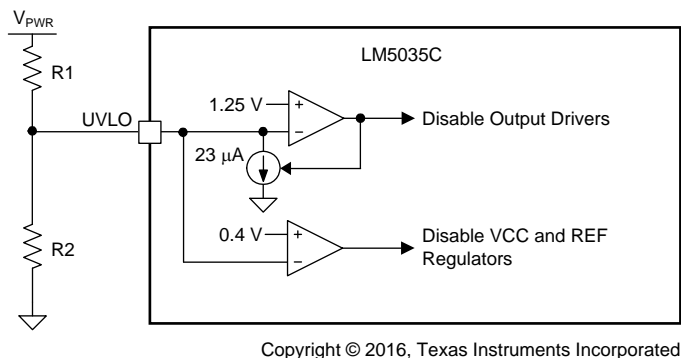 V_PWR
LM5035C
R1
1.25 V
+
UVLO
−
Disable Output Drivers
23 μA
0.4 V
+
−
Disable VCC and REF
Regulators
R2
Copyright © 2016, Texas Instruments Incorporated